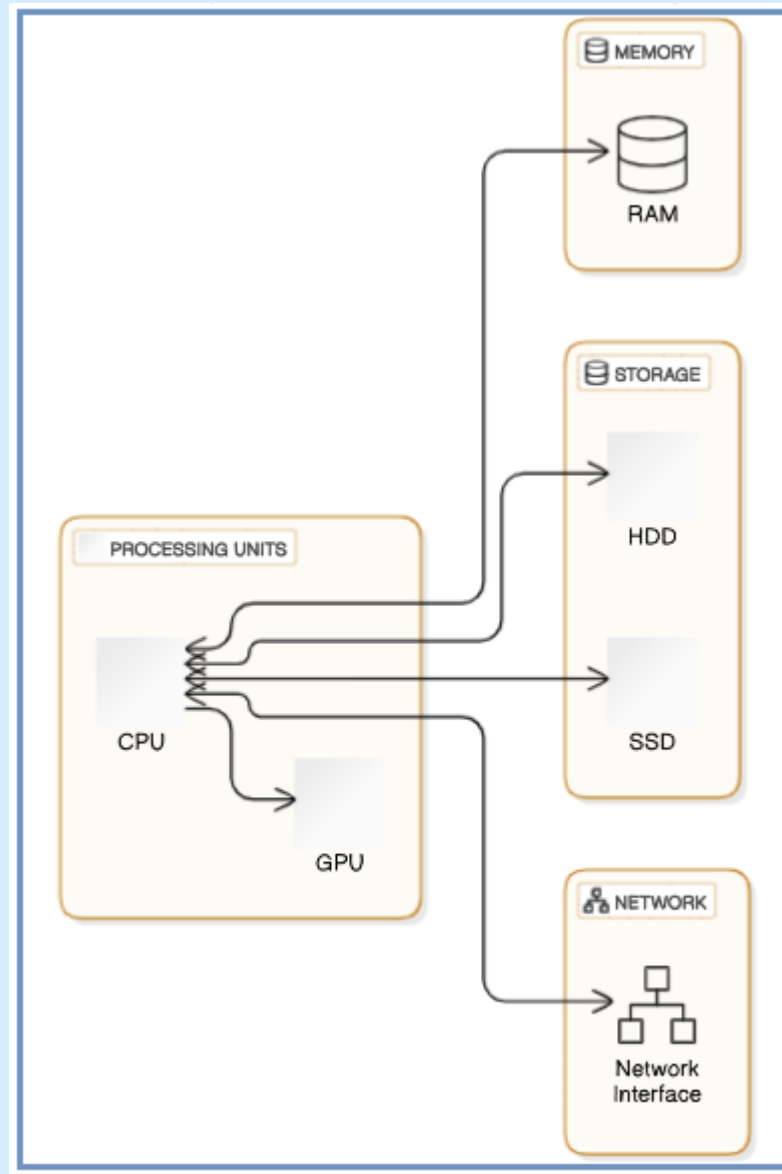 MEMORY
RAM
STORAGE
HDD
PROCESSING UNITS
SSD
CPU
GPU
NETWORK
Network
Interface